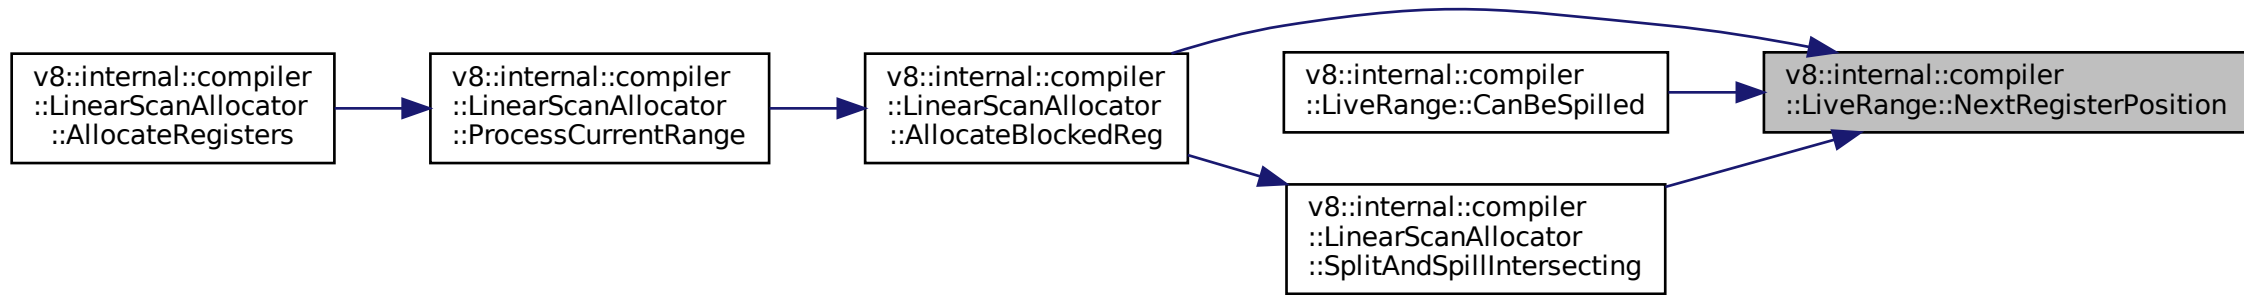 v8::internal::compiler
::LinearScanAllocator
::AllocateRegisters
v8::internal::compiler
::LinearScanAllocator
::ProcessCurrentRange
v8::internal::compiler
::LinearScanAllocator
::AllocateBlockedReg
v8::internal::compiler
::LiveRange::CanBeSpilled
v8::internal::compiler
::LinearScanAllocator
::SplitAndSpillIntersecting
v8::internal::compiler
::LiveRange::NextRegisterPosition